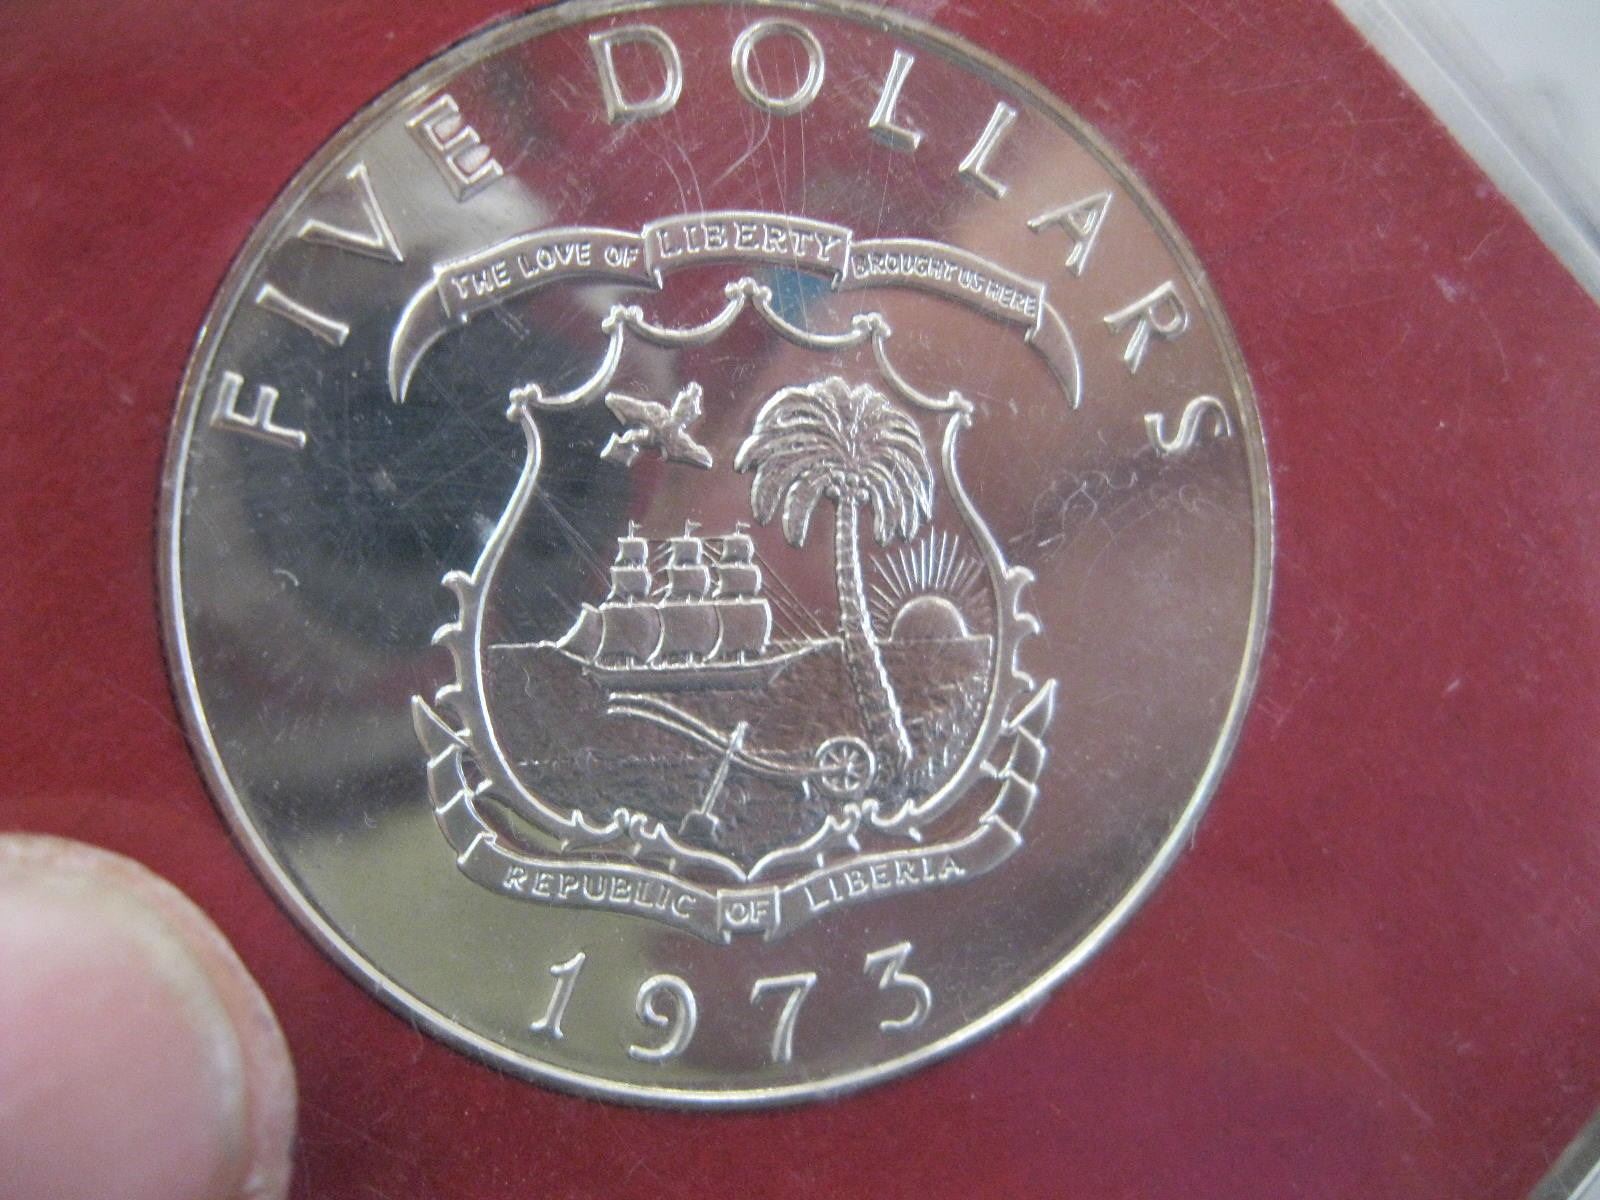 FIVE DOLLARS
THE LOVE OF LIBERTY BROUGHT US HERE
REPUBLIC OF LIBERIA
1973